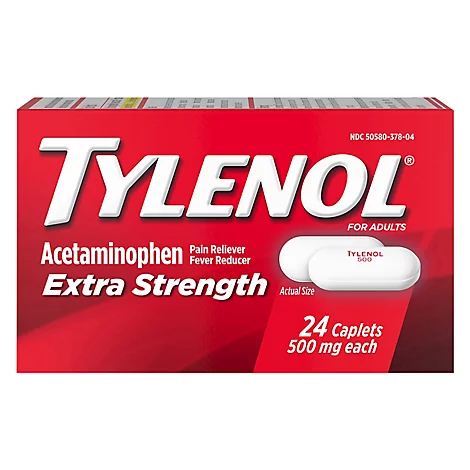 NDC 50580-378-04
TYLENOL®
FOR ADULTS
Acetaminophen Pain Reliever
Fever Reducer
Extra Strength
TYLENOL
500
Actual Size
24 Caplets
500 mg each